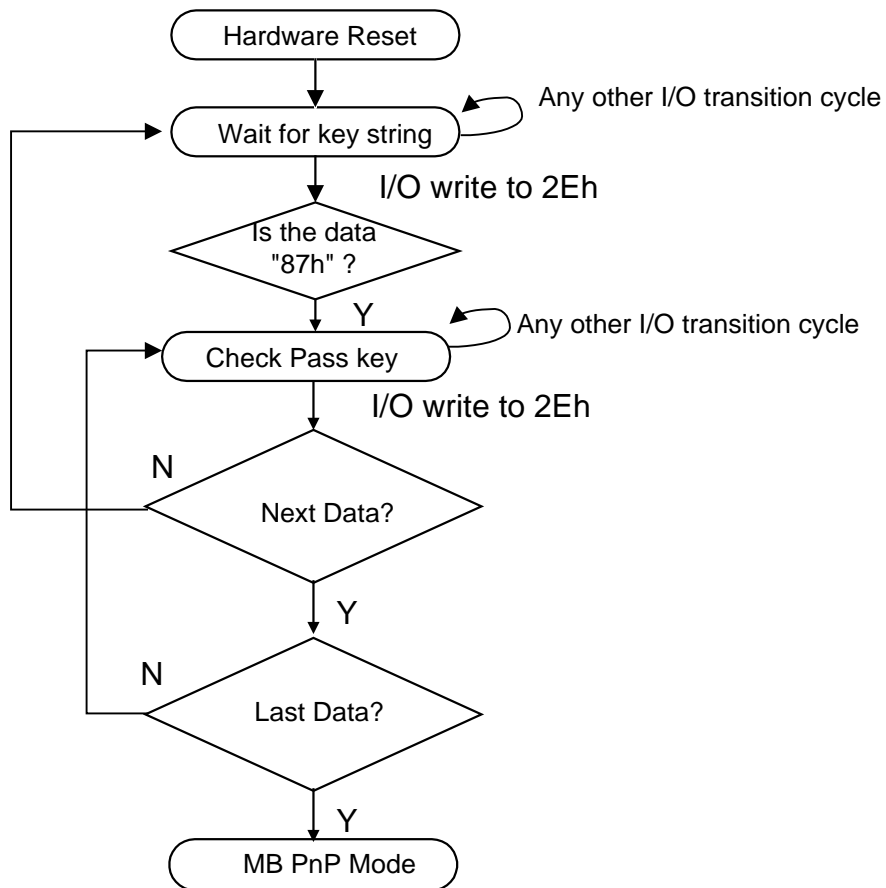 Hardware Reset
Any other I/O transition cycle
Wait for key string
I/O write to 2Eh
Is the data
"87h" ?
Y
Any other I/O transition cycle
Check Pass key
I/O write to 2Eh
N
Next Data?
Y
N
Last Data?
Y
MB PnP Mode